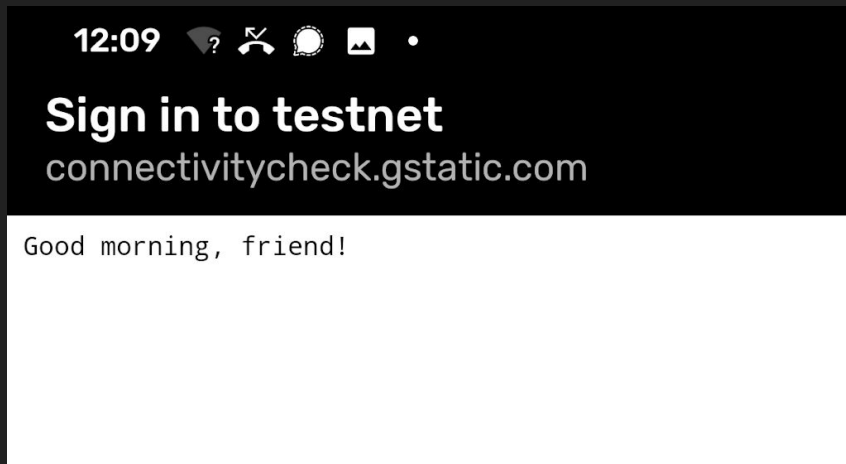 12:09
Sign in to testnet
connectivitycheck.gstatic.com
Good morning, friend!